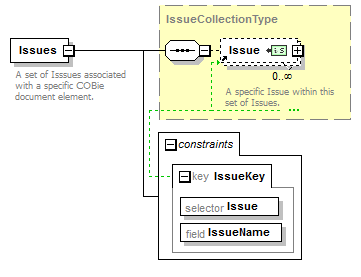 IssueCollectionType
Issues
Issue
0..∞
A set of Isssues associated
with a specific COBie
document element.
A specific Issue within this
set of Issues.
constraints
key IssueKey
selector Issue
field IssueName